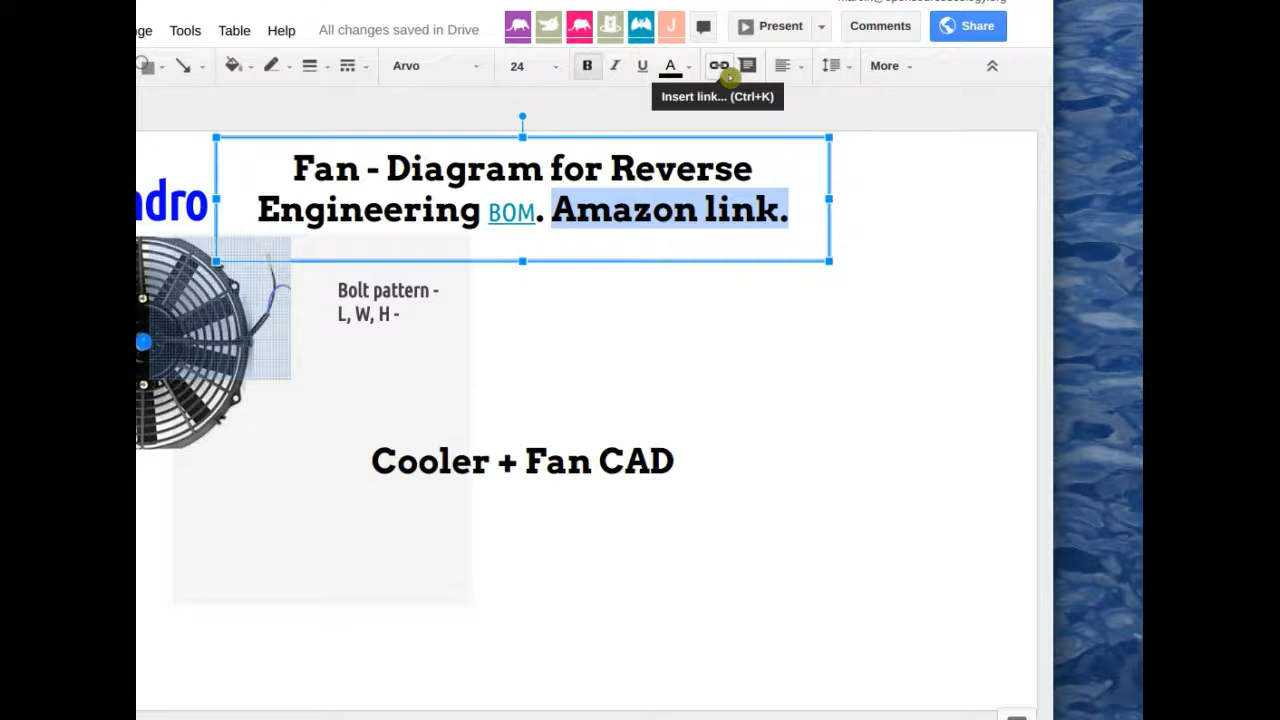 Tools Table Help All changes saved in Drive J Present Comments Share
Arvo 24 B I U A More
Insert link... (Ctrl+K)
Fan - Diagram for Reverse
Engineering BOM. Amazon link.
Bolt pattern -
L, W, H -
Cooler + Fan CAD